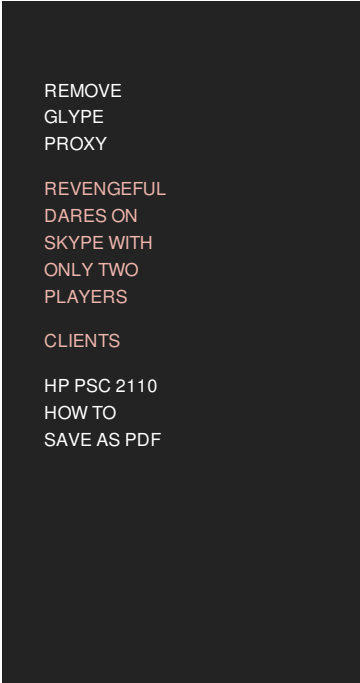 REMOVE
GLYPE
PROXY
REVENGEFUL
DARES ON
SKYPE WITH
ONLY TWO
PLAYERS
CLIENTS
HP PSC 2110
HOW TO
SAVE AS PDF